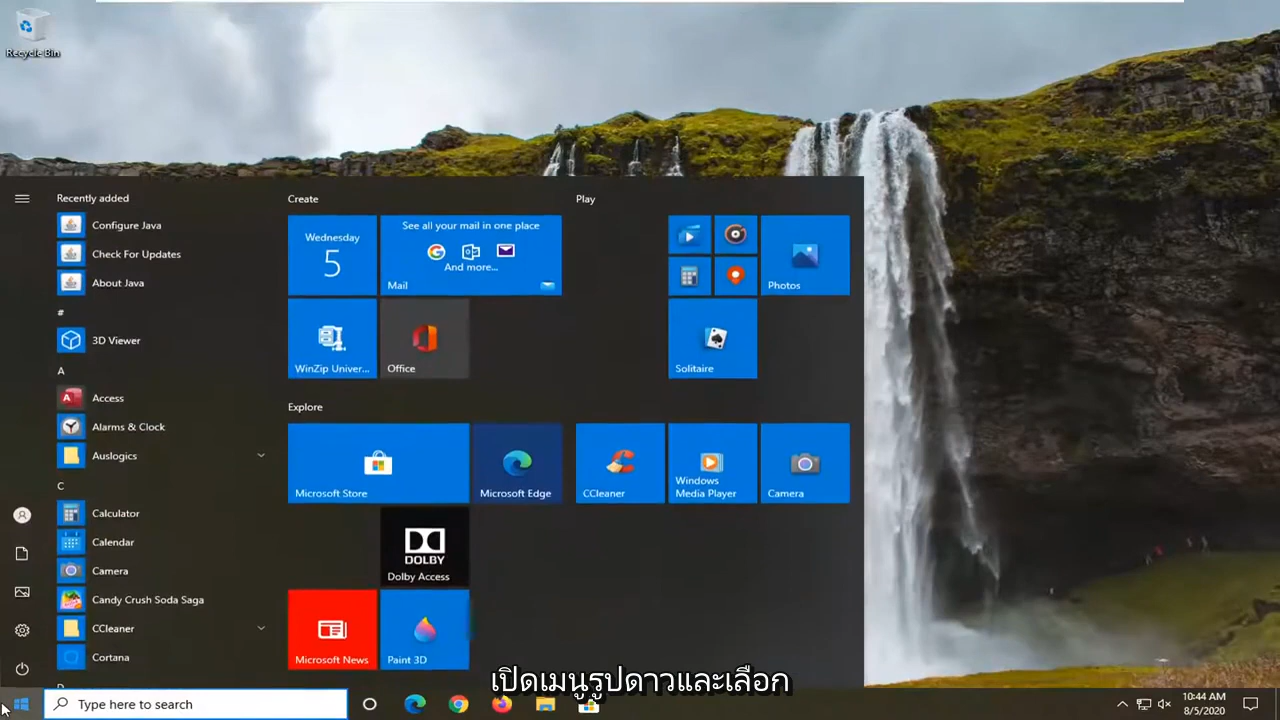 Recycle Bin
Recently added
Configure Java
Check For Updates
About Java
#
3D Viewer
A
Access
Alarms & Clock
Auslogics
C
Calculator
Calendar
Camera
Candy Crush Soda Saga
CCleaner
Cortana
Create
Wednesday
5
See all your mail in one place
And more...
Mail
WinZip Univer...
Office
Explore
Microsoft Store
Microsoft Edge
DOLBY
Dolby Access
Microsoft News
Paint 3D
Play
Photos
Solitaire
CCleaner
Windows
Media Player
Camera
เปิดเมนูรูปดาวและเลือก
Type here to search
10:44 AM
8/5/2020